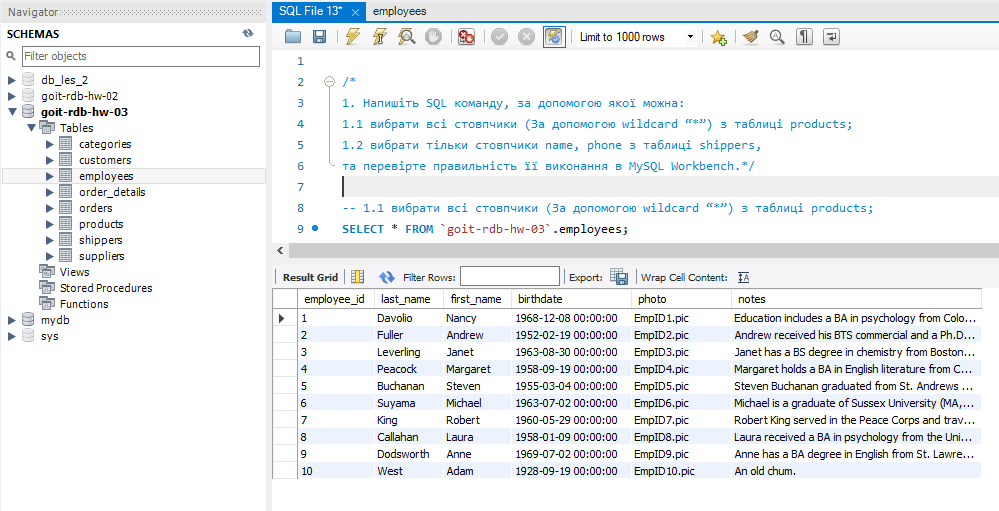 Navigator
SCHEMAS
Filter objects
db_les_2
goit-rdb-hw-02
goit-rdb-hw-03
Tables
categories
customers
employees
order_details
orders
products
shippers
suppliers
Views
Stored Procedures
Functions
mydb
sys
SQL File 13* employees
Limit to 1000 rows
1
2 /*
3 1. Напишіть SQL команду, за допомогою якої можна:
4 1.1 вибрати всі стовпчики (За допомогою wildcard “*”) з таблиці products;
5 1.2 вибрати тільки стовпчики name, phone з таблиці shippers,
6 та перевірте правильність її виконання в MySQL Workbench.*/
7
8 -- 1.1 вибрати всі стовпчики (За допомогою wildcard “*”) з таблиці products;
9 SELECT * FROM `goit-rdb-hw-03`.employees;
Result Grid Filter Rows: Export: Wrap Cell Content:
employee_id last_name first_name birthdate photo notes
1 Davolio Nancy 1968-12-08 00:00:00 EmpID1.pic Education includes a BA in psychology from Colo...
2 Fuller Andrew 1952-02-19 00:00:00 EmpID2.pic Andrew received his BTS commercial and a Ph.D...
3 Leverling Janet 1963-08-30 00:00:00 EmpID3.pic Janet has a BS degree in chemistry from Boston...
4 Peacock Margaret 1958-09-19 00:00:00 EmpID4.pic Margaret holds a BA in English literature from C...
5 Buchanan Steven 1955-03-04 00:00:00 EmpID5.pic Steven Buchanan graduated from St. Andrews ...
6 Suyama Michael 1963-07-02 00:00:00 EmpID6.pic Michael is a graduate of Sussex University (MA,...
7 King Robert 1960-05-29 00:00:00 EmpID7.pic Robert King served in the Peace Corps and trav...
8 Callahan Laura 1958-01-09 00:00:00 EmpID8.pic Laura received a BA in psychology from the Uni...
9 Dodsworth Anne 1969-07-02 00:00:00 EmpID9.pic Anne has a BA degree in English from St. Lawre...
10 West Adam 1928-09-19 00:00:00 EmpID10.pic An old chum.